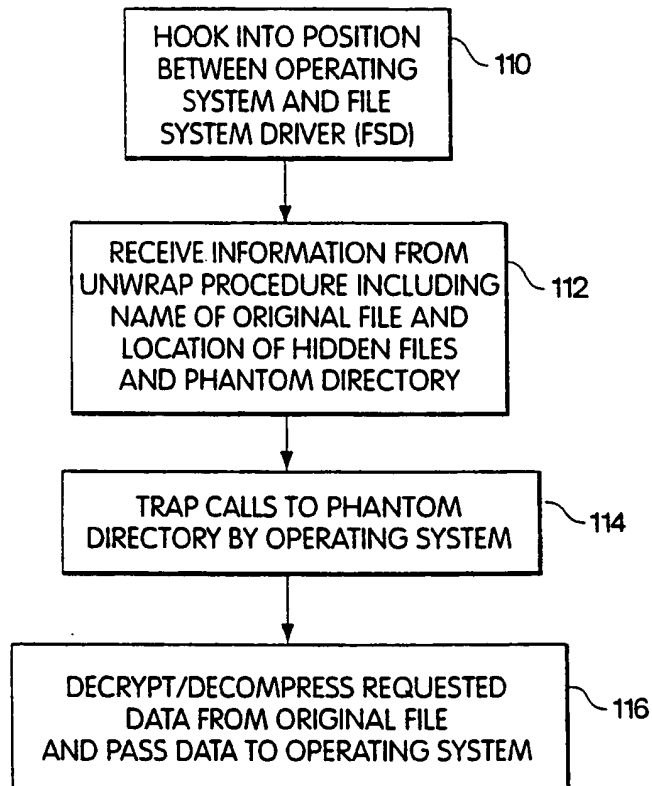 HOOK INTO POSITION
BETWEEN OPERATING
SYSTEM AND FILE
SYSTEM DRIVER (FSD)
110
RECEIVE INFORMATION FROM
UNWRAP PROCEDURE INCLUDING
NAME OF ORIGINAL FILE AND
LOCATION OF HIDDEN FILES
AND PHANTOM DIRECTORY
112
TRAP CALLS TO PHANTOM
DIRECTORY BY OPERATING SYSTEM
114
DECRYPT/DECOMPRESS REQUESTED
DATA FROM ORIGINAL FILE
AND PASS DATA TO OPERATING SYSTEM
116